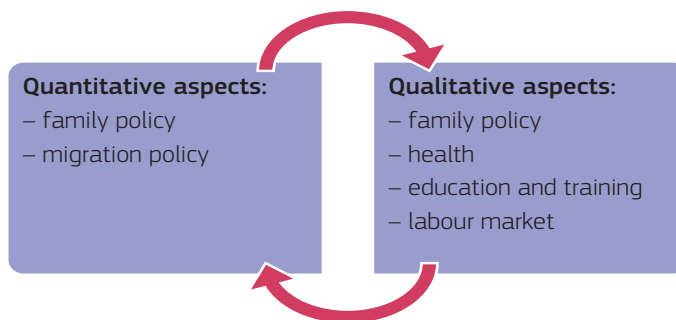 Quantitative aspects:
– family policy
– migration policy
Qualitative aspects:
– family policy
– health
– education and training
– labour market